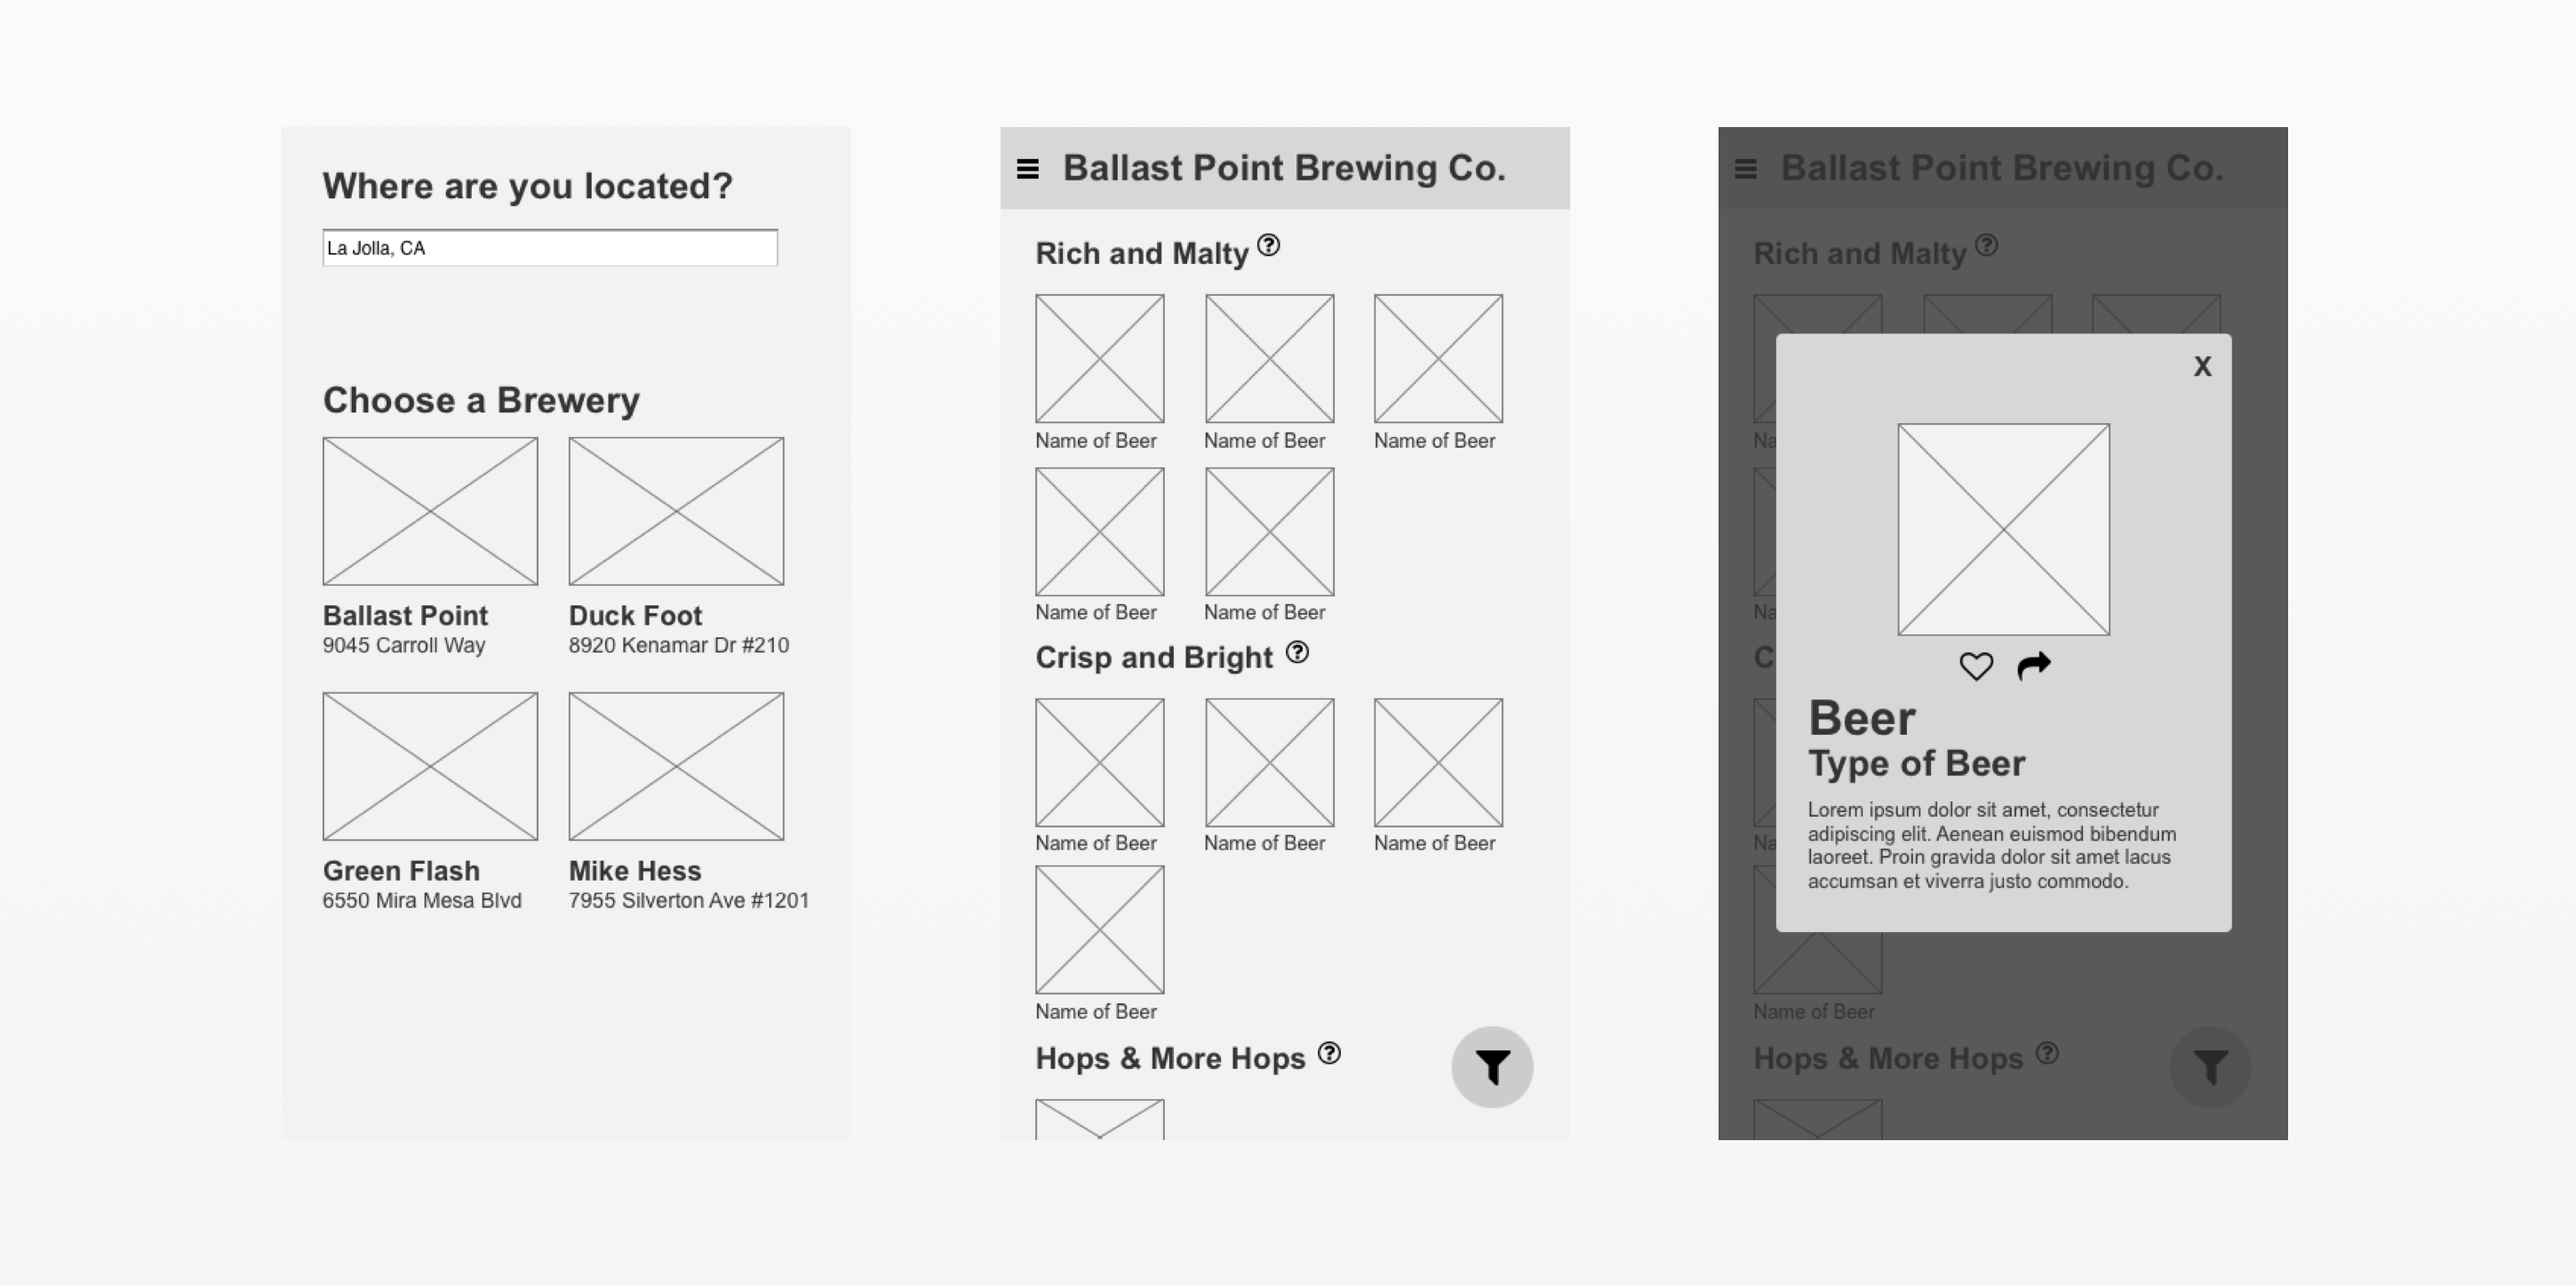 Where are you located?
La Jolla, CA
Choose a Brewery
Ballast Point
9045 Carroll Way
Duck Foot
8920 Kenamar Dr #210
Green Flash
6550 Mira Mesa Blvd
Mike Hess
7955 Silverton Ave #1201
Ballast Point Brewing Co.
Rich and Malty ?
Name of Beer
Name of Beer
Name of Beer
Name of Beer
Name of Beer
Crisp and Bright ?
Name of Beer
Name of Beer
Name of Beer
Name of Beer
Hops & More Hops ?
Ballast Point Brewing Co.
Rich and Malty ?
Na
Na
C
Na
Name of Beer
Hops & More Hops ?
X
Beer
Type of Beer
Lorem ipsum dolor sit amet, consectetur
adipiscing elit. Aenean euismod bibendum
laoreet. Proin gravida dolor sit amet lacus
accumsan et viverra justo commodo.